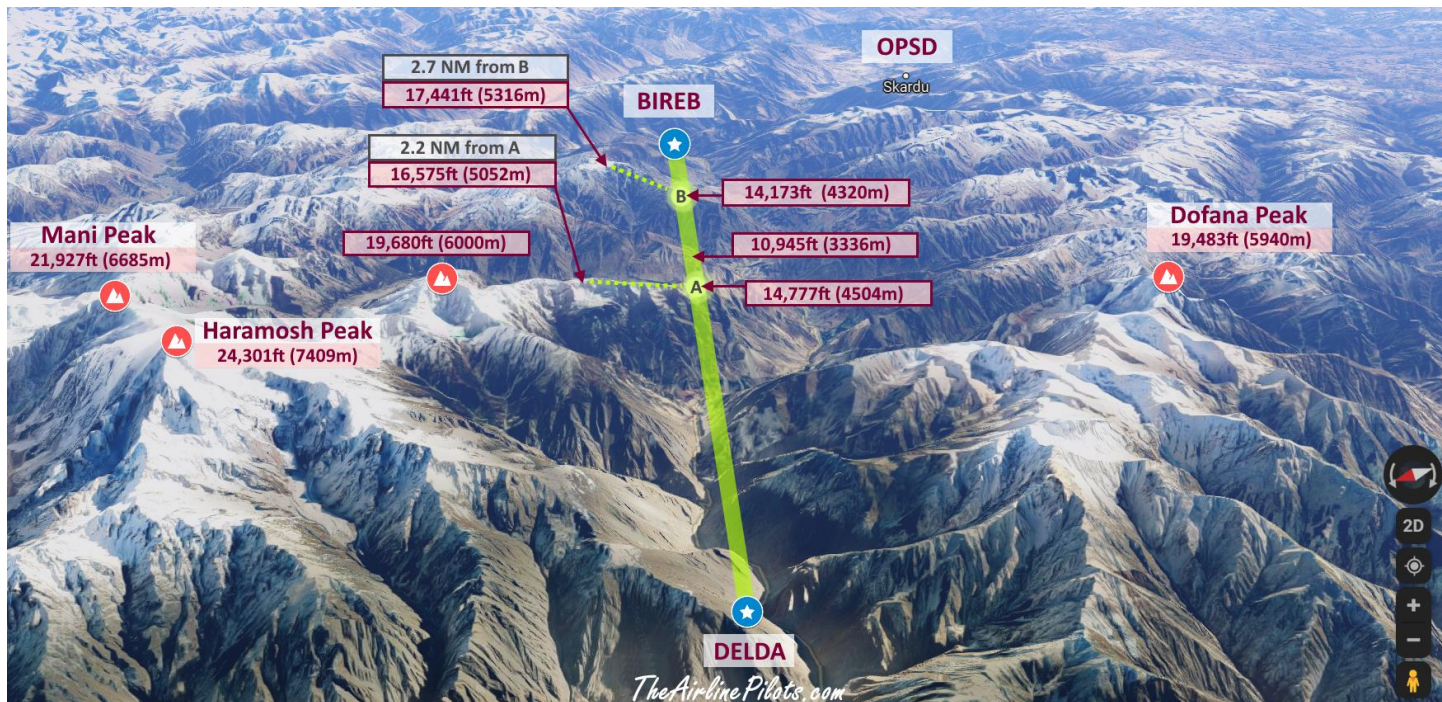 OPSD
Skardu
2.7 NM from B
17,441ft (5316m)
BIREB
2.2 NM from A
16,575ft (5052m)
B
14,173ft (4320m)
Mani Peak
21,927ft (6685m)
19,680ft (6000m)
10,945ft (3336m)
Dofana Peak
19,483ft (5940m)
A
14,777ft (4504m)
Haramosh Peak
24,301ft (7409m)
2D
+
−
DELDA
TheAirlinePilots.com